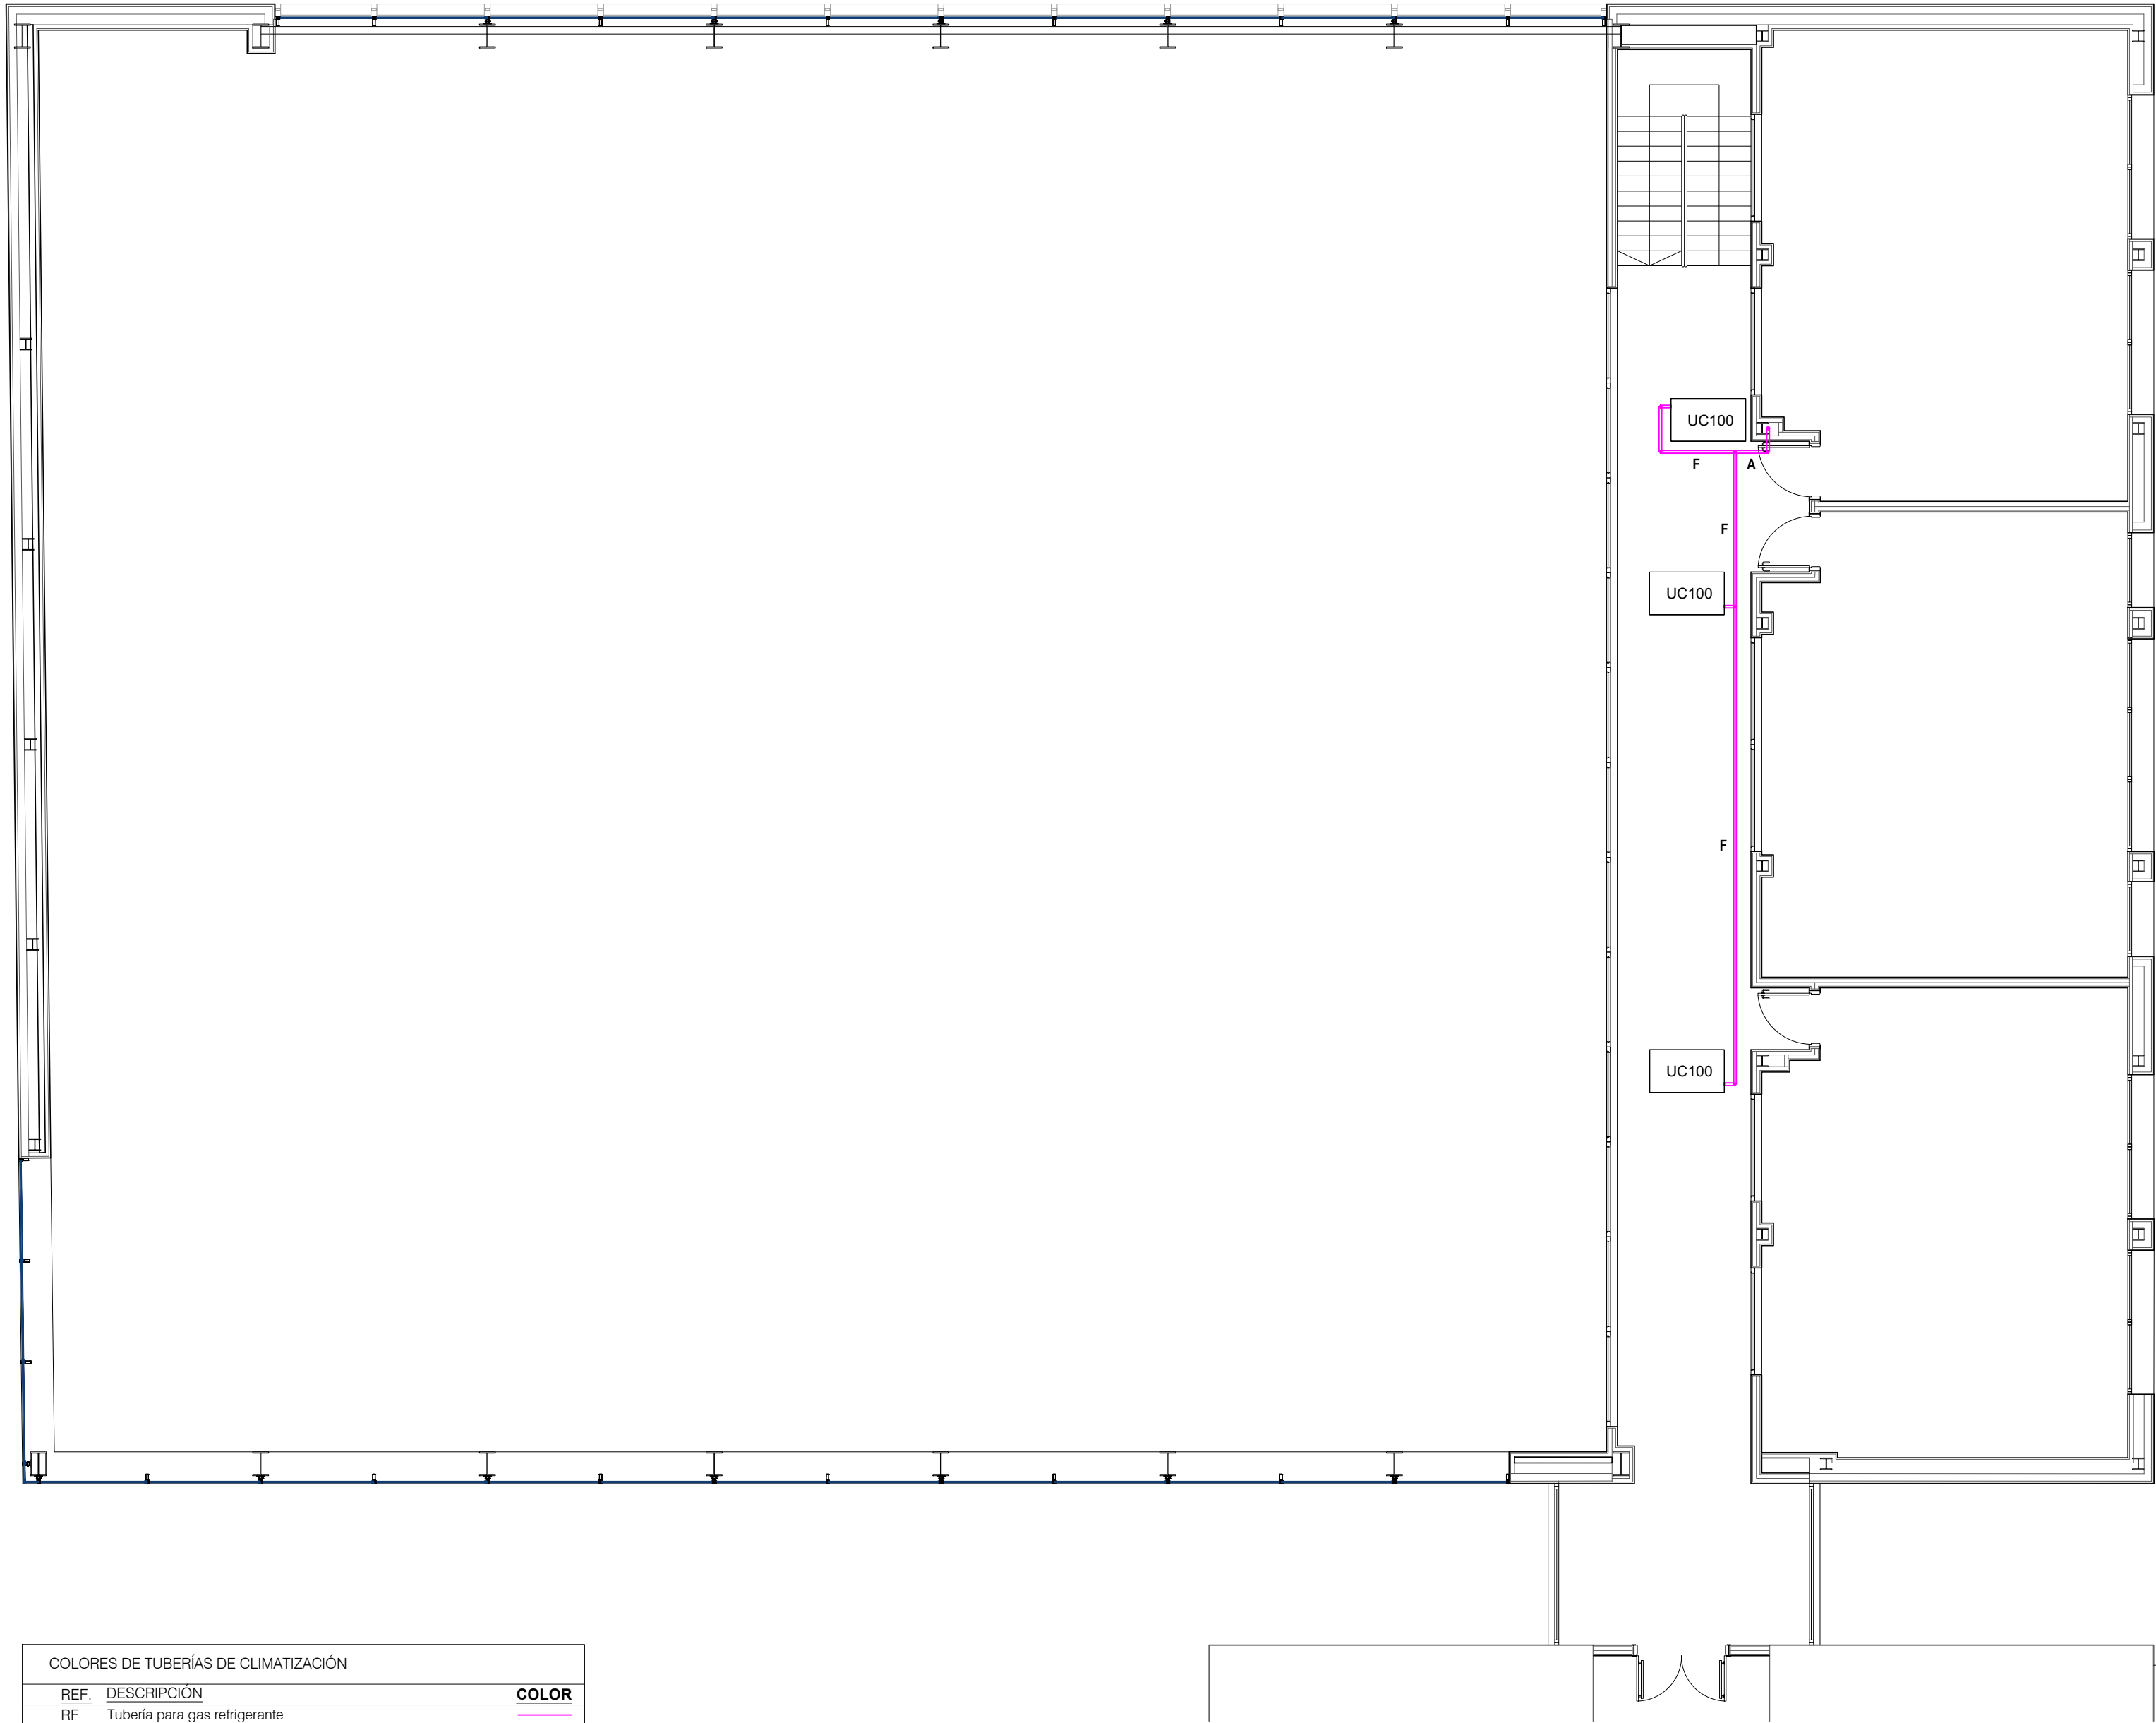 UC100
F
A
F
UC100
F
UC100
COLORES DE TUBERÍAS DE CLIMATIZACIÓN
REF. DESCRIPCIÓN COLOR
RF Tubería para gas refrigerante